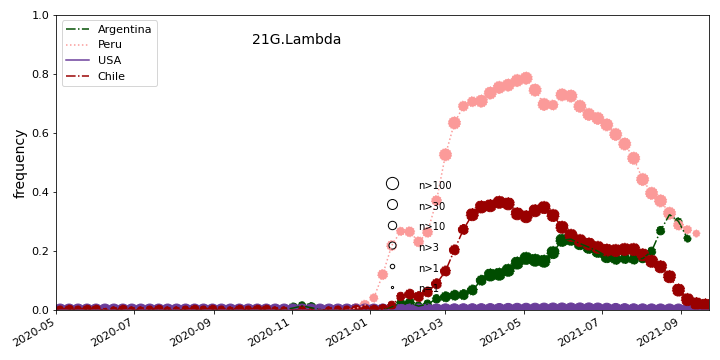 21G.Lambda
Argentina
Peru
USA
Chile
frequency
1.0
0.8
0.6
0.4
0.2
0.0
n>100
n>30
n>10
n>3
n>1
2020-05
2020-07
2020-09
2020-11
2021-01
2021-03
2021-05
2021-07
2021-09